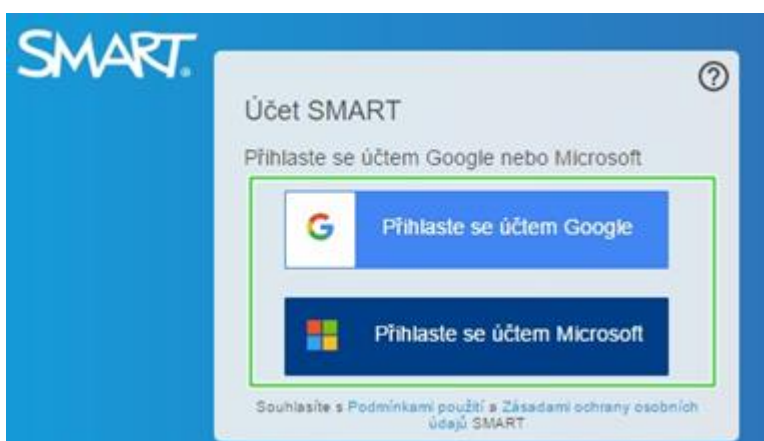 SMART.
?
Účet SMART
Přihlaste se účtem Google nebo Microsoft
G
Přihlaste se účtem Google
Přihlaste se účtem Microsoft
Souhlasíte s Podmínkami použití a Zásadami ochrany osobních
údajů SMART